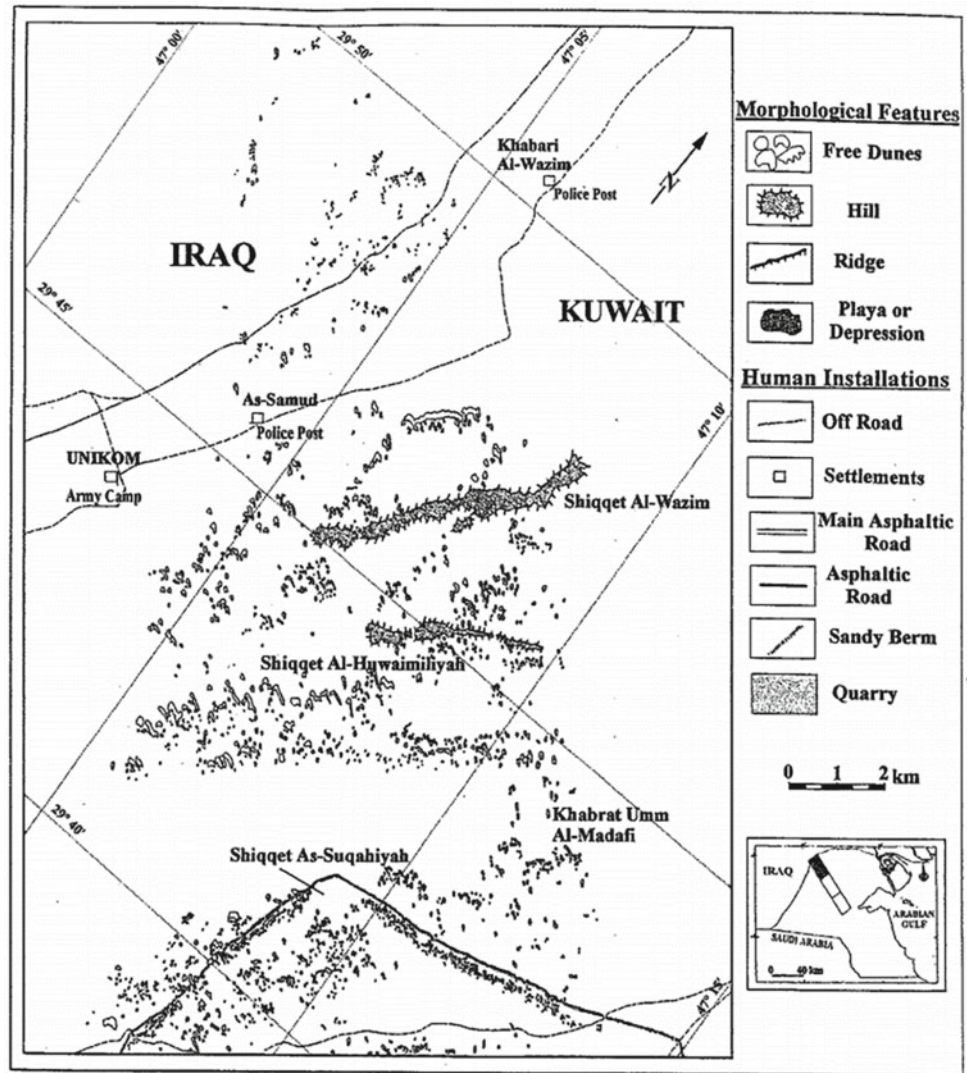 47° 00'
29° 50'
47° 05'
Khabari
Al-Wazim
Police Post
N
IRAQ
KUWAIT
29° 45'
As-Samud
Police Post
47° 10'
UNIKOM
Army Camp
Shiqqet Al-Wazim
Shiqqet Al-Huwaimiliyah
29° 40'
Khabrat Umm
Al-Madafi
Shiqqet As-Suqahiyah
47° 15'
Morphological Features
Free Dunes
Hill
Ridge
Playa or
Depression
Human Installations
Off Road
Settlements
Main Asphaltic
Road
Asphaltic
Road
Sandy Berm
Quarry
0 1 2 km
IRAQ
ARABIAN
GULF
SAUDI ARABIA
0 40 km